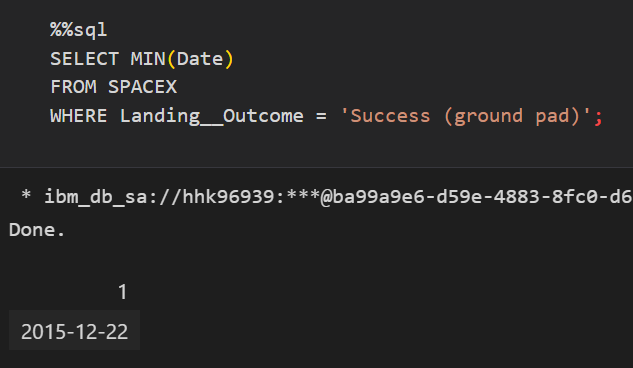 %%sql
SELECT MIN(Date)
FROM SPACEX
WHERE Landing__Outcome = 'Success (ground pad)';
* ibm_db_sa://hhk96939:***@ba99a9e6-d59e-4883-8fc0-d6
Done.
1
2015-12-22